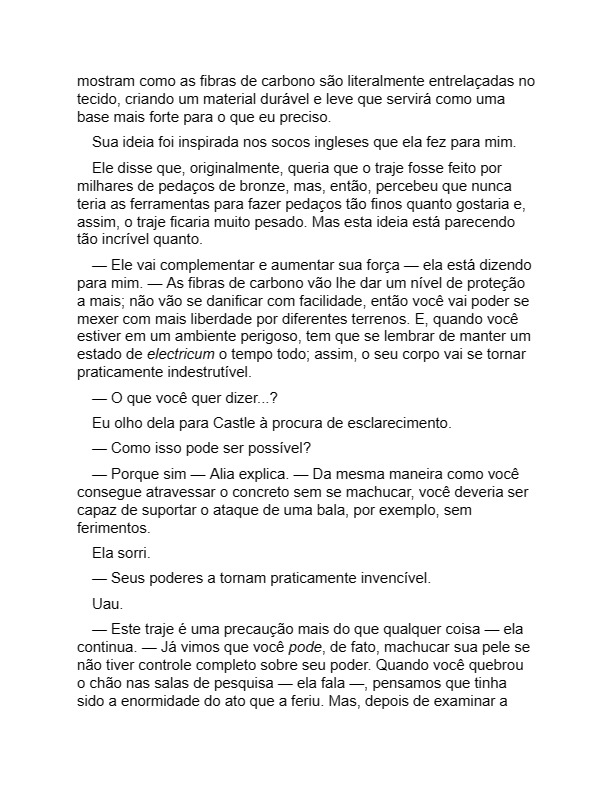 mostram como as fibras de carbono são literalmente entrelaçadas no
tecido, criando um material durável e leve que servirá como uma
base mais forte para o que eu preciso.
Sua ideia foi inspirada nos socos ingleses que ela fez para mim.
Ele disse que, originalmente, queria que o traje fosse feito por
milhares de pedaços de bronze, mas, então, percebeu que nunca
teria as ferramentas para fazer pedaços tão finos quanto gostaria e,
assim, o traje ficaria muito pesado. Mas esta ideia está parecendo
tão incrível quanto.
— Ele vai complementar e aumentar sua força — ela está dizendo
para mim. — As fibras de carbono vão lhe dar um nível de proteção
a mais; não vão se danificar com facilidade, então você vai poder se
mexer com mais liberdade por diferentes terrenos. E, quando você
estiver em um ambiente perigoso, tem que se lembrar de manter um
estado de electricum o tempo todo; assim, o seu corpo vai se tornar
praticamente indestrutível.
— O que você quer dizer...?
Eu olho dela para Castle à procura de esclarecimento.
— Como isso pode ser possível?
— Porque sim — Alia explica. — Da mesma maneira como você
consegue atravessar o concreto sem se machucar, você deveria ser
capaz de suportar o ataque de uma bala, por exemplo, sem
ferimentos.
Ela sorri.
— Seus poderes a tornam praticamente invencível.
Uau.
— Este traje é uma precaução mais do que qualquer coisa — ela
continua. — Já vimos que você pode, de fato, machucar sua pele se
não tiver controle completo sobre seu poder. Quando você quebrou
o chão nas salas de pesquisa — ela fala —, pensamos que tinha
sido a enormidade do ato que a feriu. Mas, depois de examinar a